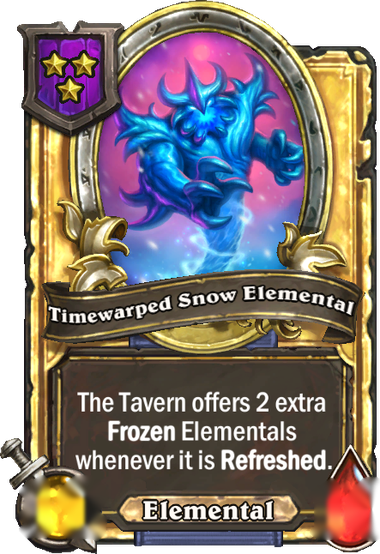 Timewarped Snow Elemental
The Tavern offers 2 extra
Frozen Elementals
whenever it is Refreshed.
Elemental